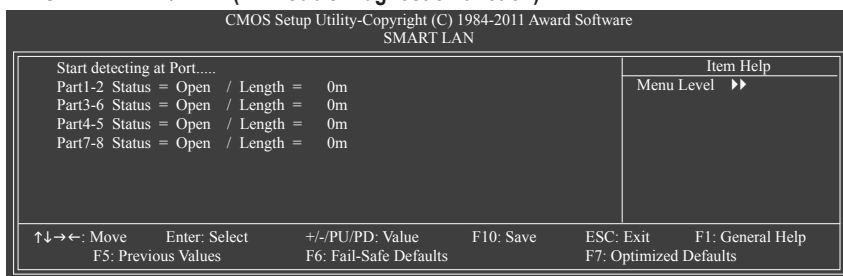 CMOS Setup Utility-Copyright (C) 1984-2011 Award Software
SMART LAN
Start detecting at Port.....
Part1-2 Status = Open / Length = 0m
Part3-6 Status = Open / Length = 0m
Part4-5 Status = Open / Length = 0m
Part7-8 Status = Open / Length = 0m
Item Help
Menu Level ▶▶
↑↓→←: Move Enter: Select +/-/PU/PD: Value F10: Save ESC: Exit F1: General Help
F5: Previous Values F6: Fail-Safe Defaults F7: Optimized Defaults